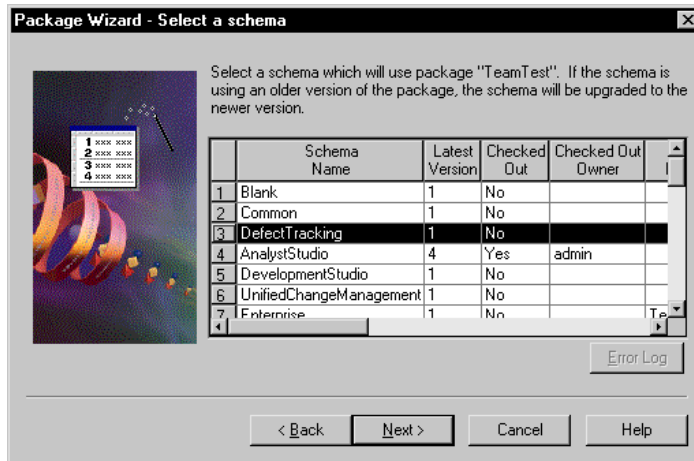 Package Wizard - Select a schema
Select a schema which will use package "TeamTest". If the schema is
using an older version of the package, the schema will be upgraded to the
newer version.
1 xxx xxx
2 xxx xxx
3 xxx xxx
4 xxx xxx
Schema Name Latest Version Checked Out Checked Out Owner
1 Blank 1 No
2 Common 1 No
3 DefectTracking 1 No
4 AnalystStudio 4 Yes admin
5 DevelopmentStudio 1 No
6 UnifiedChangeManagement 1 No
7 Enterprise 1 No Te
Error Log
< Back Next > Cancel Help